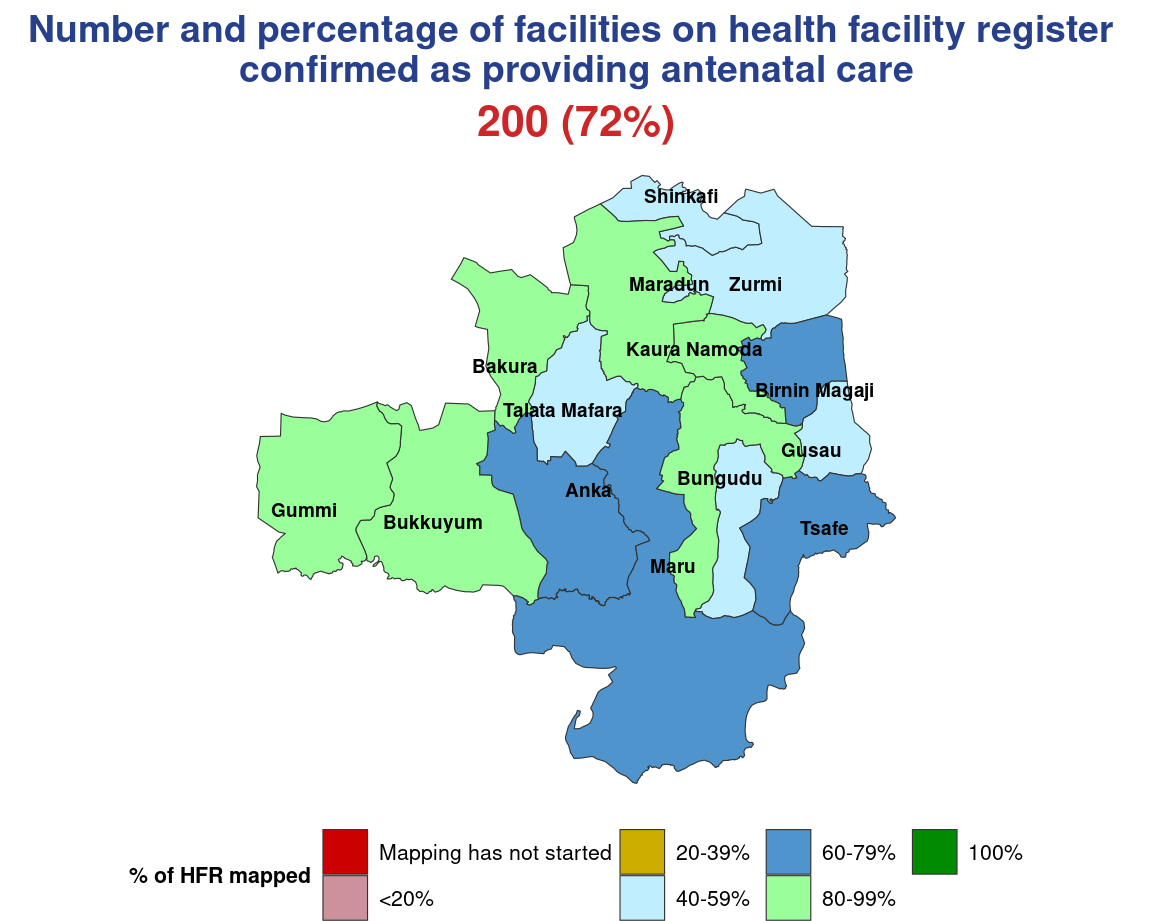 Number and percentage of facilities on health facility register
confirmed as providing antenatal care
200 (72%)
Shinkafi
Maradun
Zurmi
Kaura Namoda
Bakura
Birnin Magaji
Talata Mafara
Gusau
Bungudu
Anka
Gummi
Bukkuyum
Tsafe
Maru
% of HFR mapped
Mapping has not started
<20%
20-39%
40-59%
60-79%
80-99%
100%